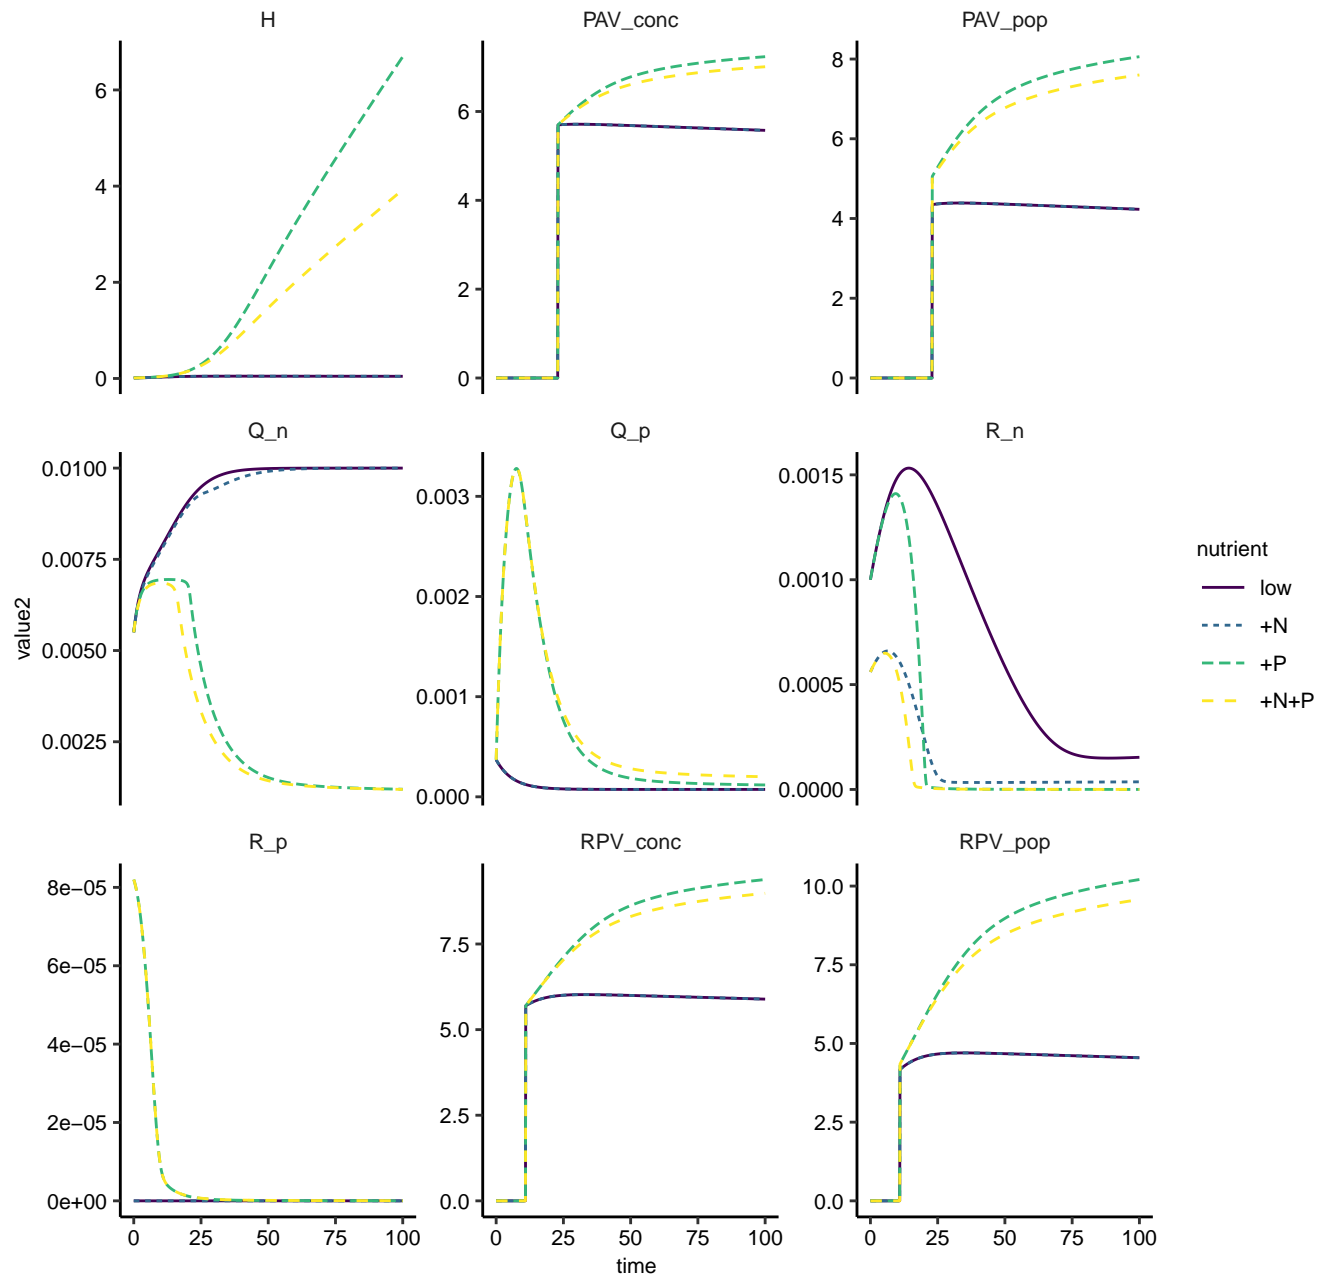 H
PAV_conc
PAV_pop
6
4
2
0
6
4
2
0
8
6
4
2
0
Q_n
Q_p
R_n
value2
0.0100
0.0075
0.0050
0.0025
0.003
0.002
0.001
0.000
0.0015
0.0010
0.0005
0.0000
nutrient
low
+N
+P
+N+P
R_p
RPV_conc
RPV_pop
8e−05
6e−05
4e−05
2e−05
0e+00
7.5
5.0
2.5
0.0
10.0
7.5
5.0
2.5
0.0
0 25 50 75 100
0 25 50 75 100
0 25 50 75 100
time